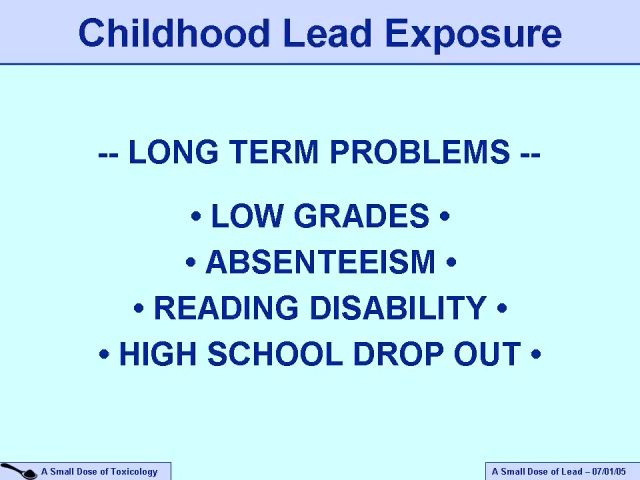 Childhood Lead Exposure
-- LONG TERM PROBLEMS --
• LOW GRADES •
• ABSENTEEISM •
• READING DISABILITY •
• HIGH SCHOOL DROP OUT •
A Small Dose of Toxicology
A Small Dose of Lead – 07/01/05